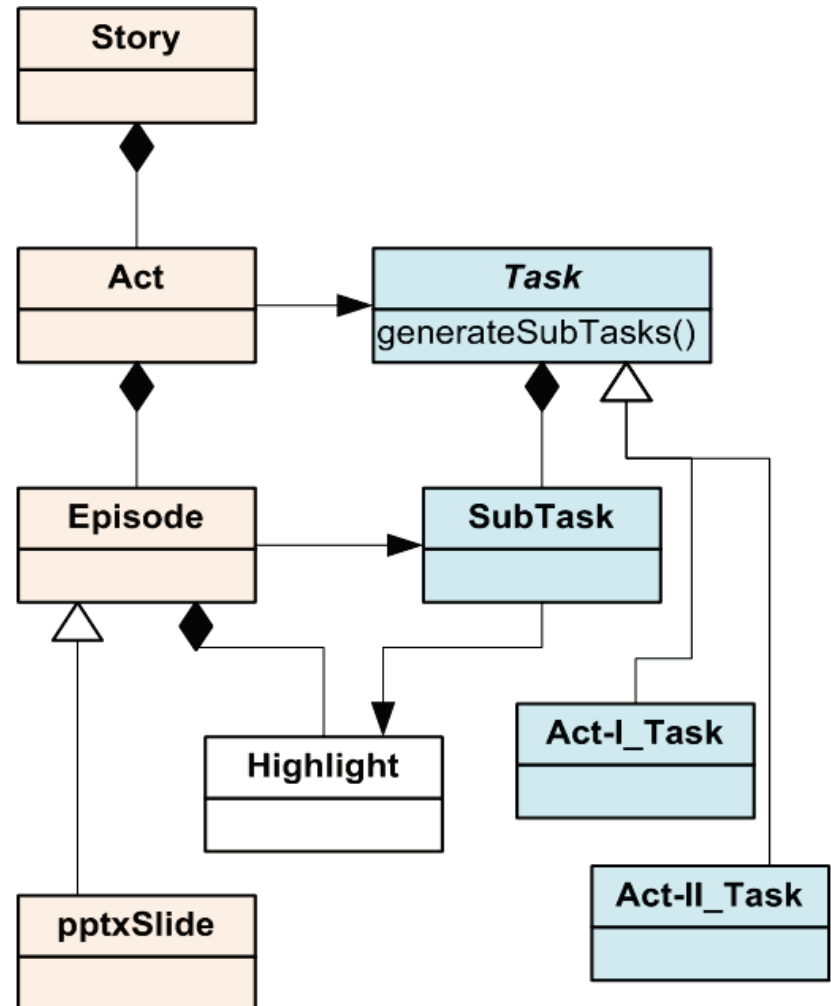 Story
Act
Task
generateSubTasks()
Episode
SubTask
Highlight
Act-I_Task
Act-II_Task
pptxSlide